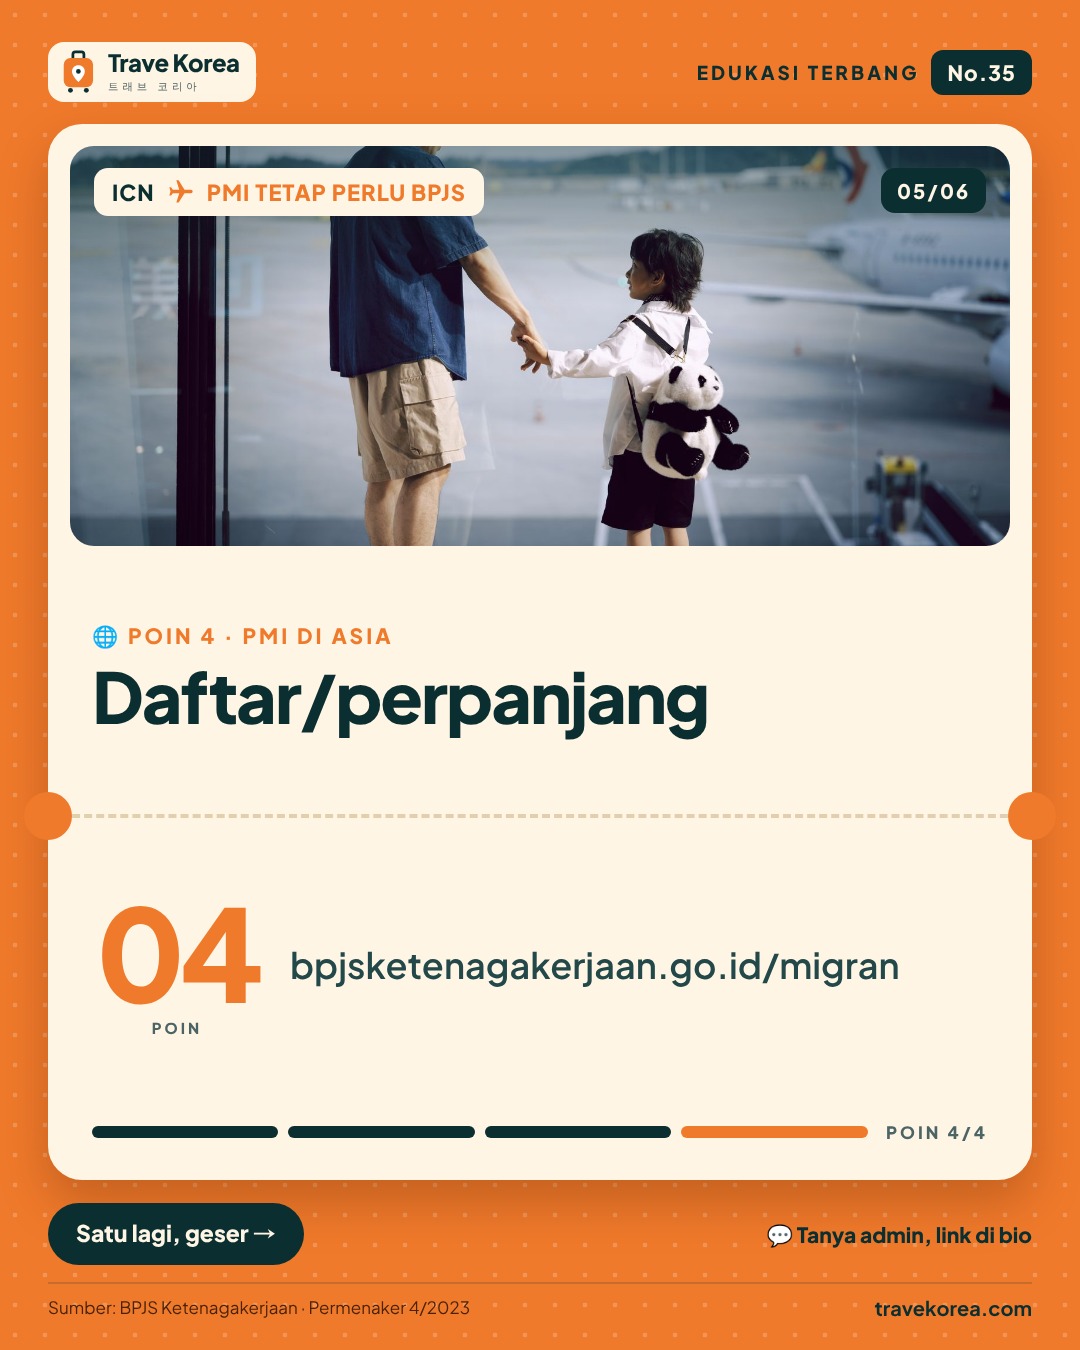 Trave Korea
트래브 코리아
EDUKASI TERBANG
No.35
ICN ✈ PMI TETAP PERLU BPJS
05/06
🌐 POIN 4 · PMI DI ASIA
Daftar/perpanjang
04
POIN
bpjsketenagakerjaan.go.id/migran
POIN 4/4
Satu lagi, geser →
💬 Tanya admin, link di bio
Sumber: BPJS Ketenagakerjaan · Permenaker 4/2023
travekorea.com